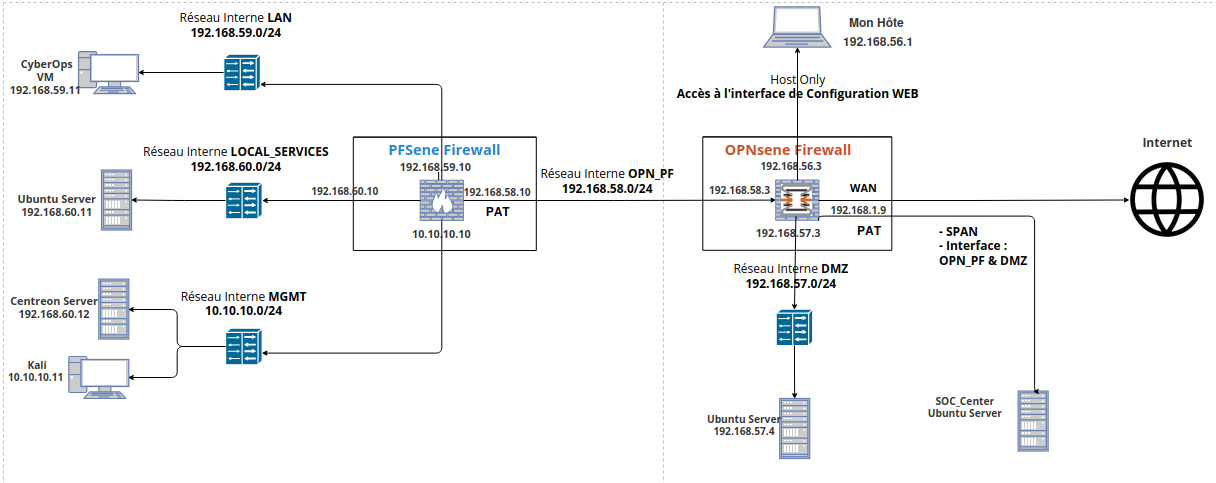 Réseau Interne LAN
192.168.59.0/24
CyberOps
VM
192.168.59.11
Réseau Interne LOCAL_SERVICES
192.168.60.0/24
Ubuntu Server
192.168.60.11
Centreon Server
192.168.60.12
Réseau Interne MGMT
10.10.10.0/24
Kali
10.10.10.11
PFSene Firewall
192.168.59.10
192.168.60.10
192.168.58.10
PAT
10.10.10.10
Réseau Interne OPN_PF
192.168.58.0/24
Mon Hôte
192.168.56.1
Host Only
Accès à l'interface de Configuration WEB
OPNsene Firewall
192.168.56.3
192.168.58.3
WAN
192.168.1.9
PAT
192.168.57.3
Internet
- SPAN
- Interface :
OPN_PF & DMZ
Réseau Interne DMZ
192.168.57.0/24
Ubuntu Server
192.168.57.4
SOC_Center
Ubuntu Server